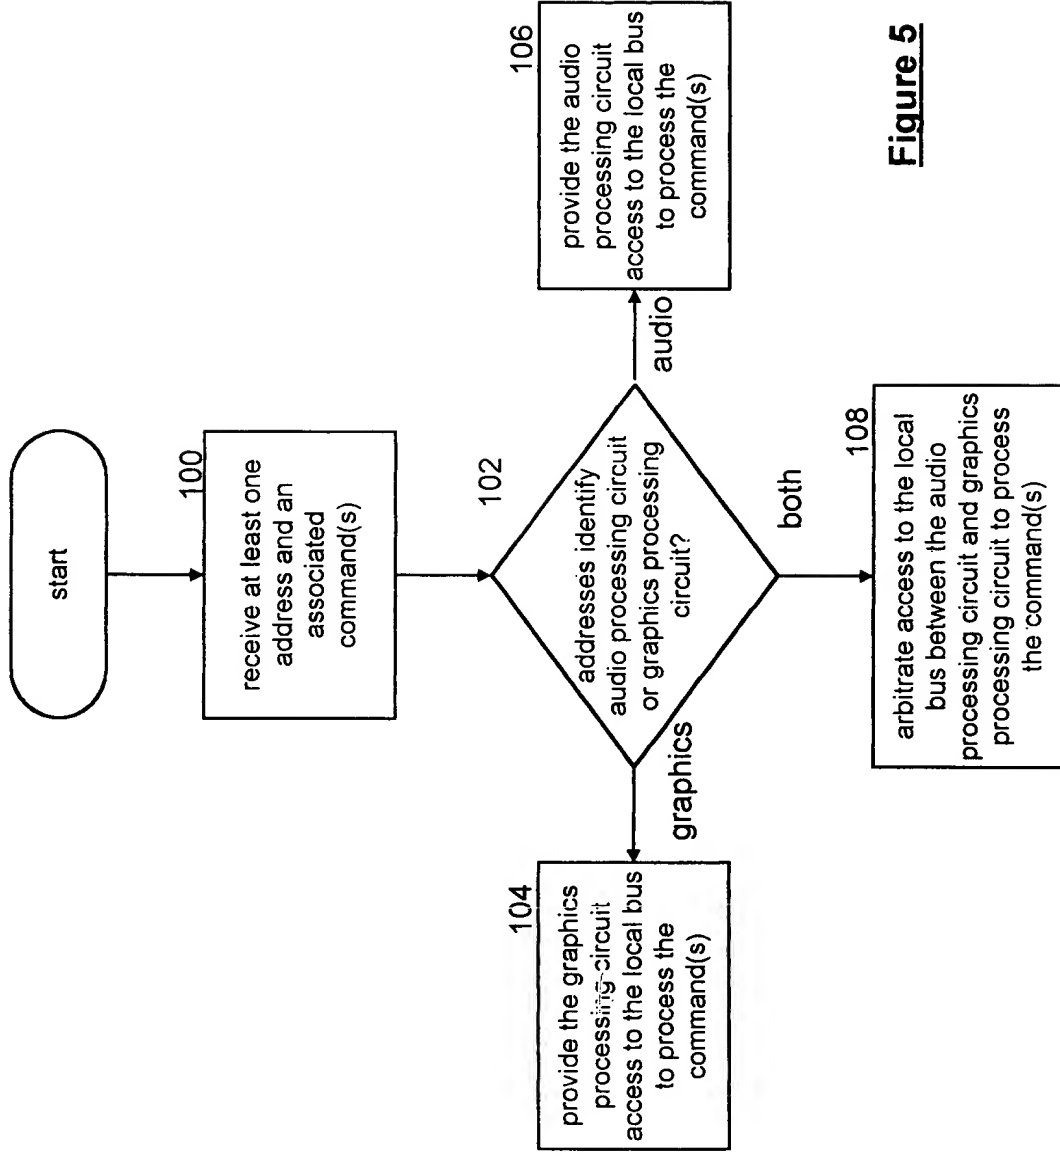 start
100
receive at least one
address and an
associated
command(s)
102
addresses identify
audio processing circuit
or graphics processing
circuit?
graphics
audio
both
104
provide the graphics
processing circuit
access to the local bus
to process the
command(s)
106
provide the audio
processing circuit
access to the local bus
to process the
command(s)
108
arbitrate access to the local
bus between the audio
processing circuit and graphics
processing circuit to process
the command(s)
Figure 5